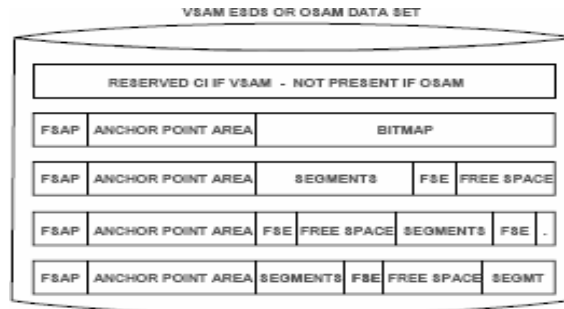 VSAM ESDS OR OSAM DATA SET
RESERVED CI IF VSAM - NOT PRESENT IF OSAM
FSAP ANCHOR POINT AREA BITMAP
FSAP ANCHOR POINT AREA SEGMENTS FSE FREE SPACE
FSAP ANCHOR POINT AREA FSE FREE SPACE SEGMENTS FSE .
FSAP ANCHOR POINT AREA SEGMENTS FSE FREE SPACE SEGMT